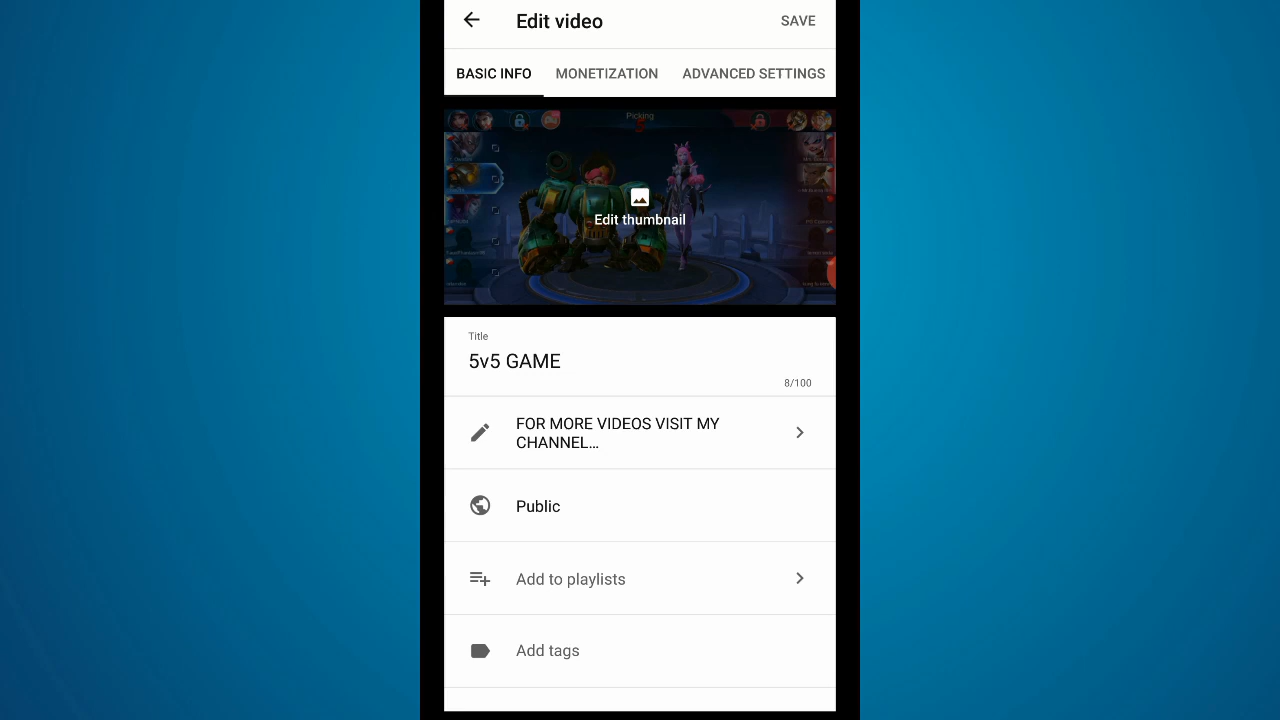 Edit video
SAVE
BASIC INFO
MONETIZATION
ADVANCED SETTINGS
Picking
Edit thumbnail
Title
5v5 GAME
8/100
FOR MORE VIDEOS VISIT MY
CHANNEL...
Public
Add to playlists
Add tags